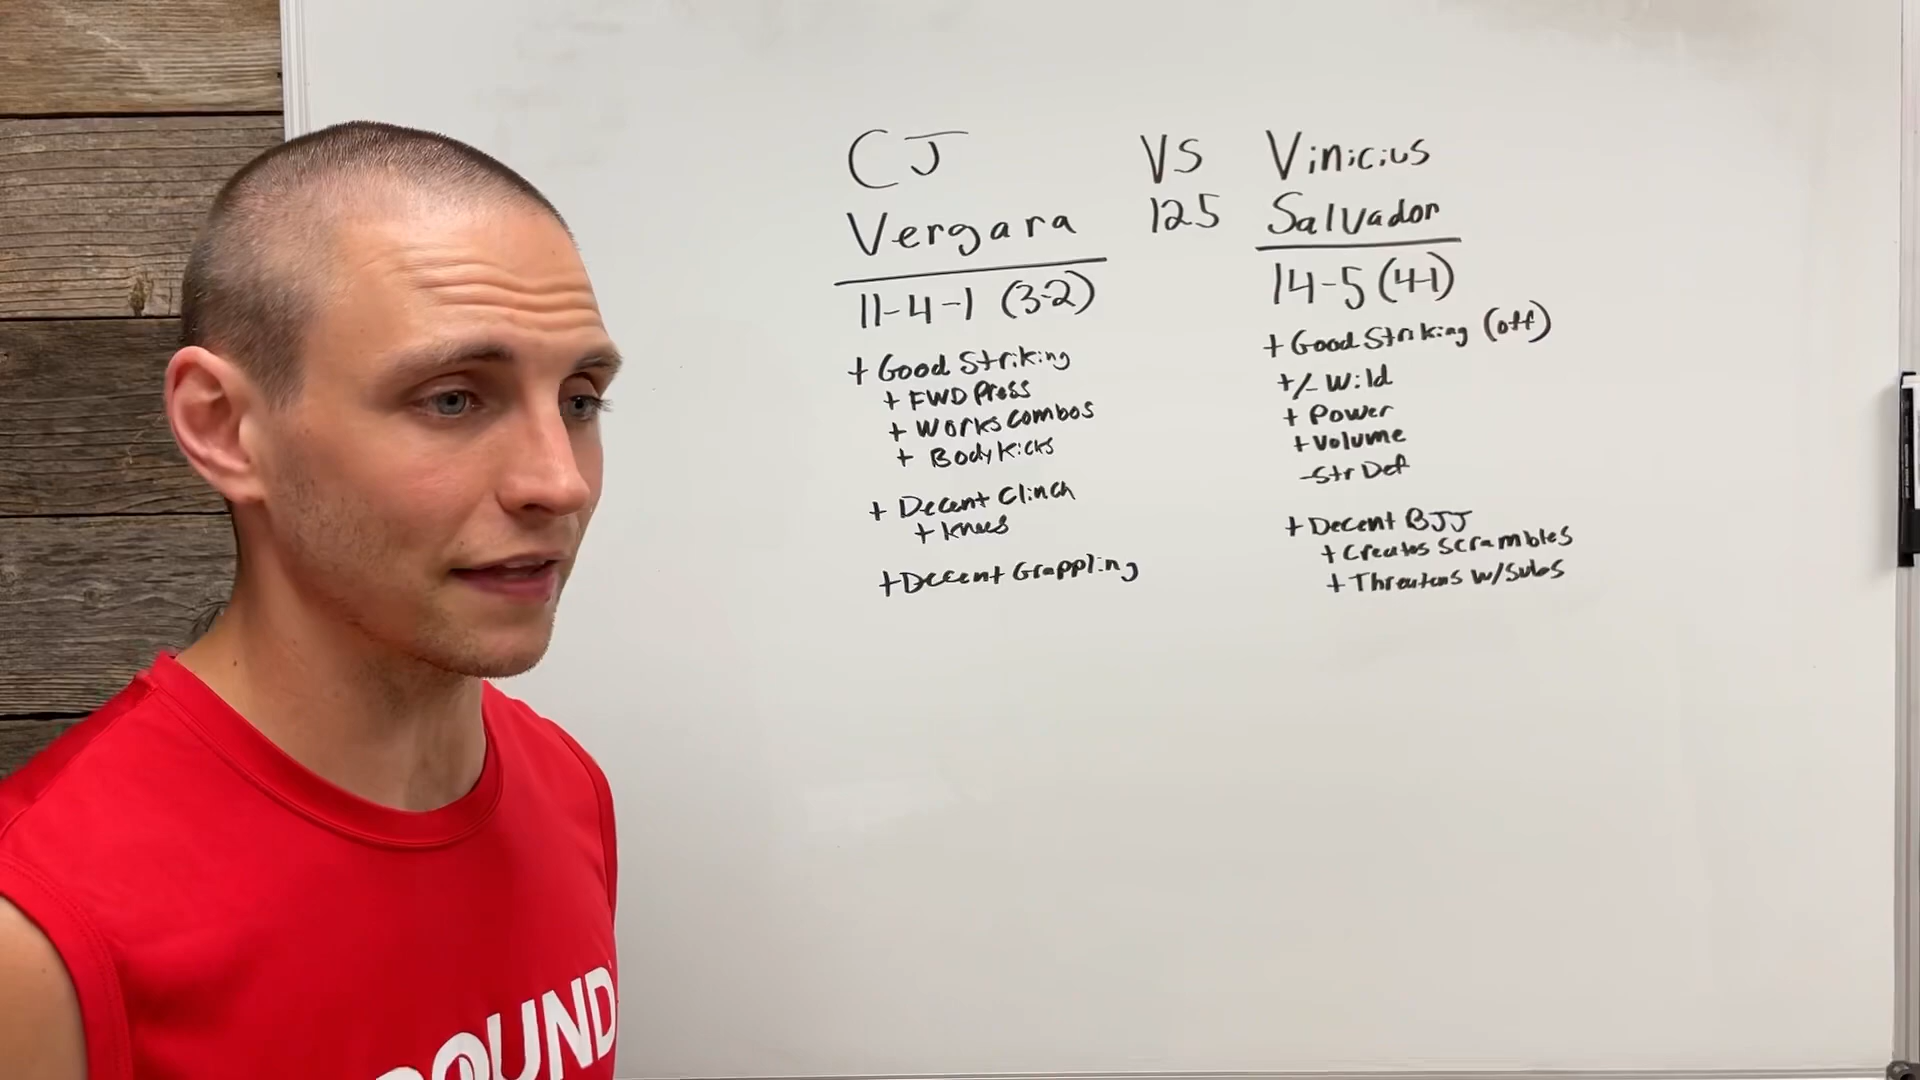 CJ
Vergara
11-4-1 (3-2)
+ Good Striking
+ FWD Press
+ Works Combos
+ Body Kicks
+ Decent Clinch
+ Knees
+Decent Grappling
VS
125
Vinicius
Salvador
14-5 (4-1)
+ Good Striking (off)
+/- Wild
+ Power
+ Volume
-Str Def
+ Decent BJJ
+ Creates Scrambles
+ Threatens w/Subs
OUND